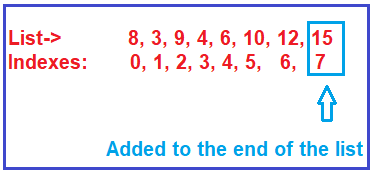 List-> 8, 3, 9, 4, 6, 10, 12, 15
Indexes: 0, 1, 2, 3, 4, 5, 6, 7
Added to the end of the list